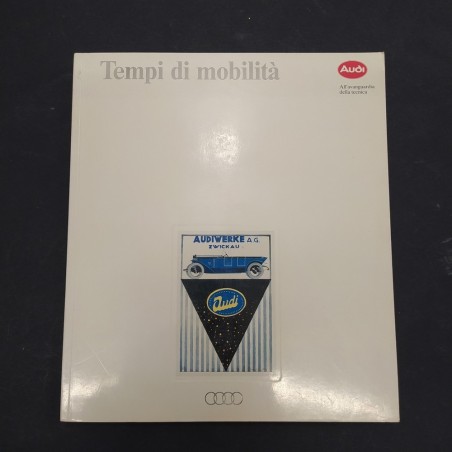 Tempi di mobilità
Audi
All'avanguardia
della tecnica
AUDIWERKE A.G.
ZWICKAU
Audi